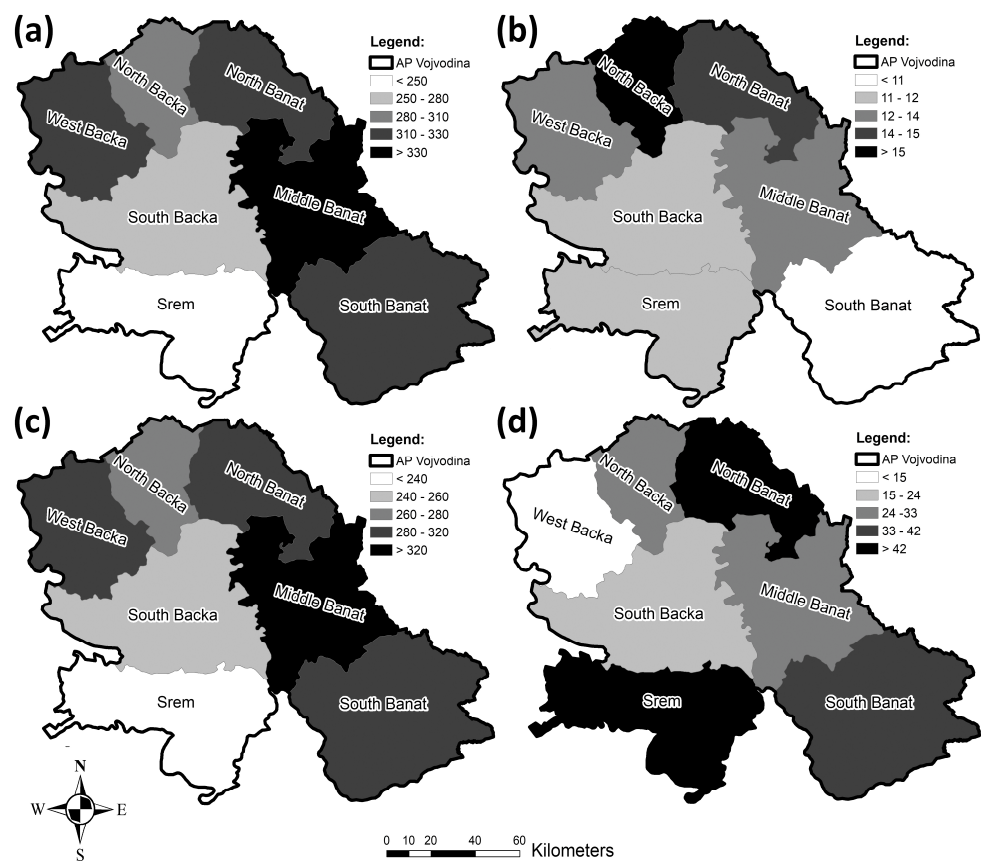 (a)
Legend:
AP Vojvodina
< 250
250 - 280
280 - 310
310 - 330
> 330
North Backa
North Banat
West Backa
Middle Banat
South Backa
Srem
South Banat
(b)
Legend:
AP Vojvodina
< 11
11 - 12
12 - 14
14 - 15
> 15
North Backa
North Banat
West Backa
Middle Banat
South Backa
Srem
South Banat
(c)
Legend:
AP Vojvodina
< 240
240 - 260
260 - 280
280 - 320
> 320
North Backa
North Banat
West Backa
Middle Banat
South Backa
Srem
South Banat
(d)
Legend:
AP Vojvodina
< 15
15 - 24
24 -33
33 - 42
> 42
North Backa
North Banat
West Backa
Middle Banat
South Backa
Srem
South Banat
N
W E
S
0 10 20 40 60
Kilometers